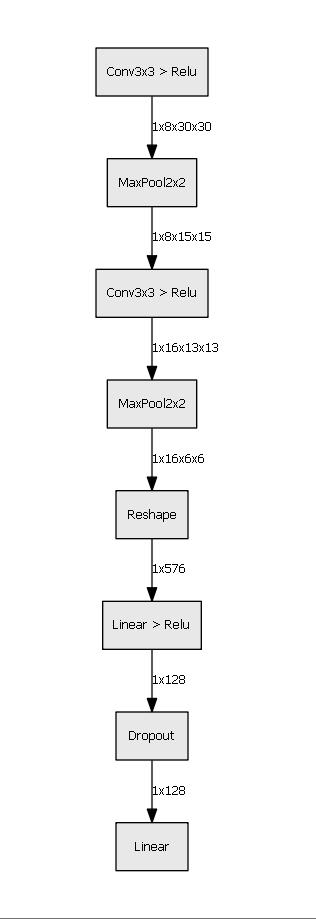 Conv3x3 > Relu
1x8x30x30
MaxPool2x2
1x8x15x15
Conv3x3 > Relu
1x16x13x13
MaxPool2x2
1x16x6x6
Reshape
1x576
Linear > Relu
1x128
Dropout
1x128
Linear